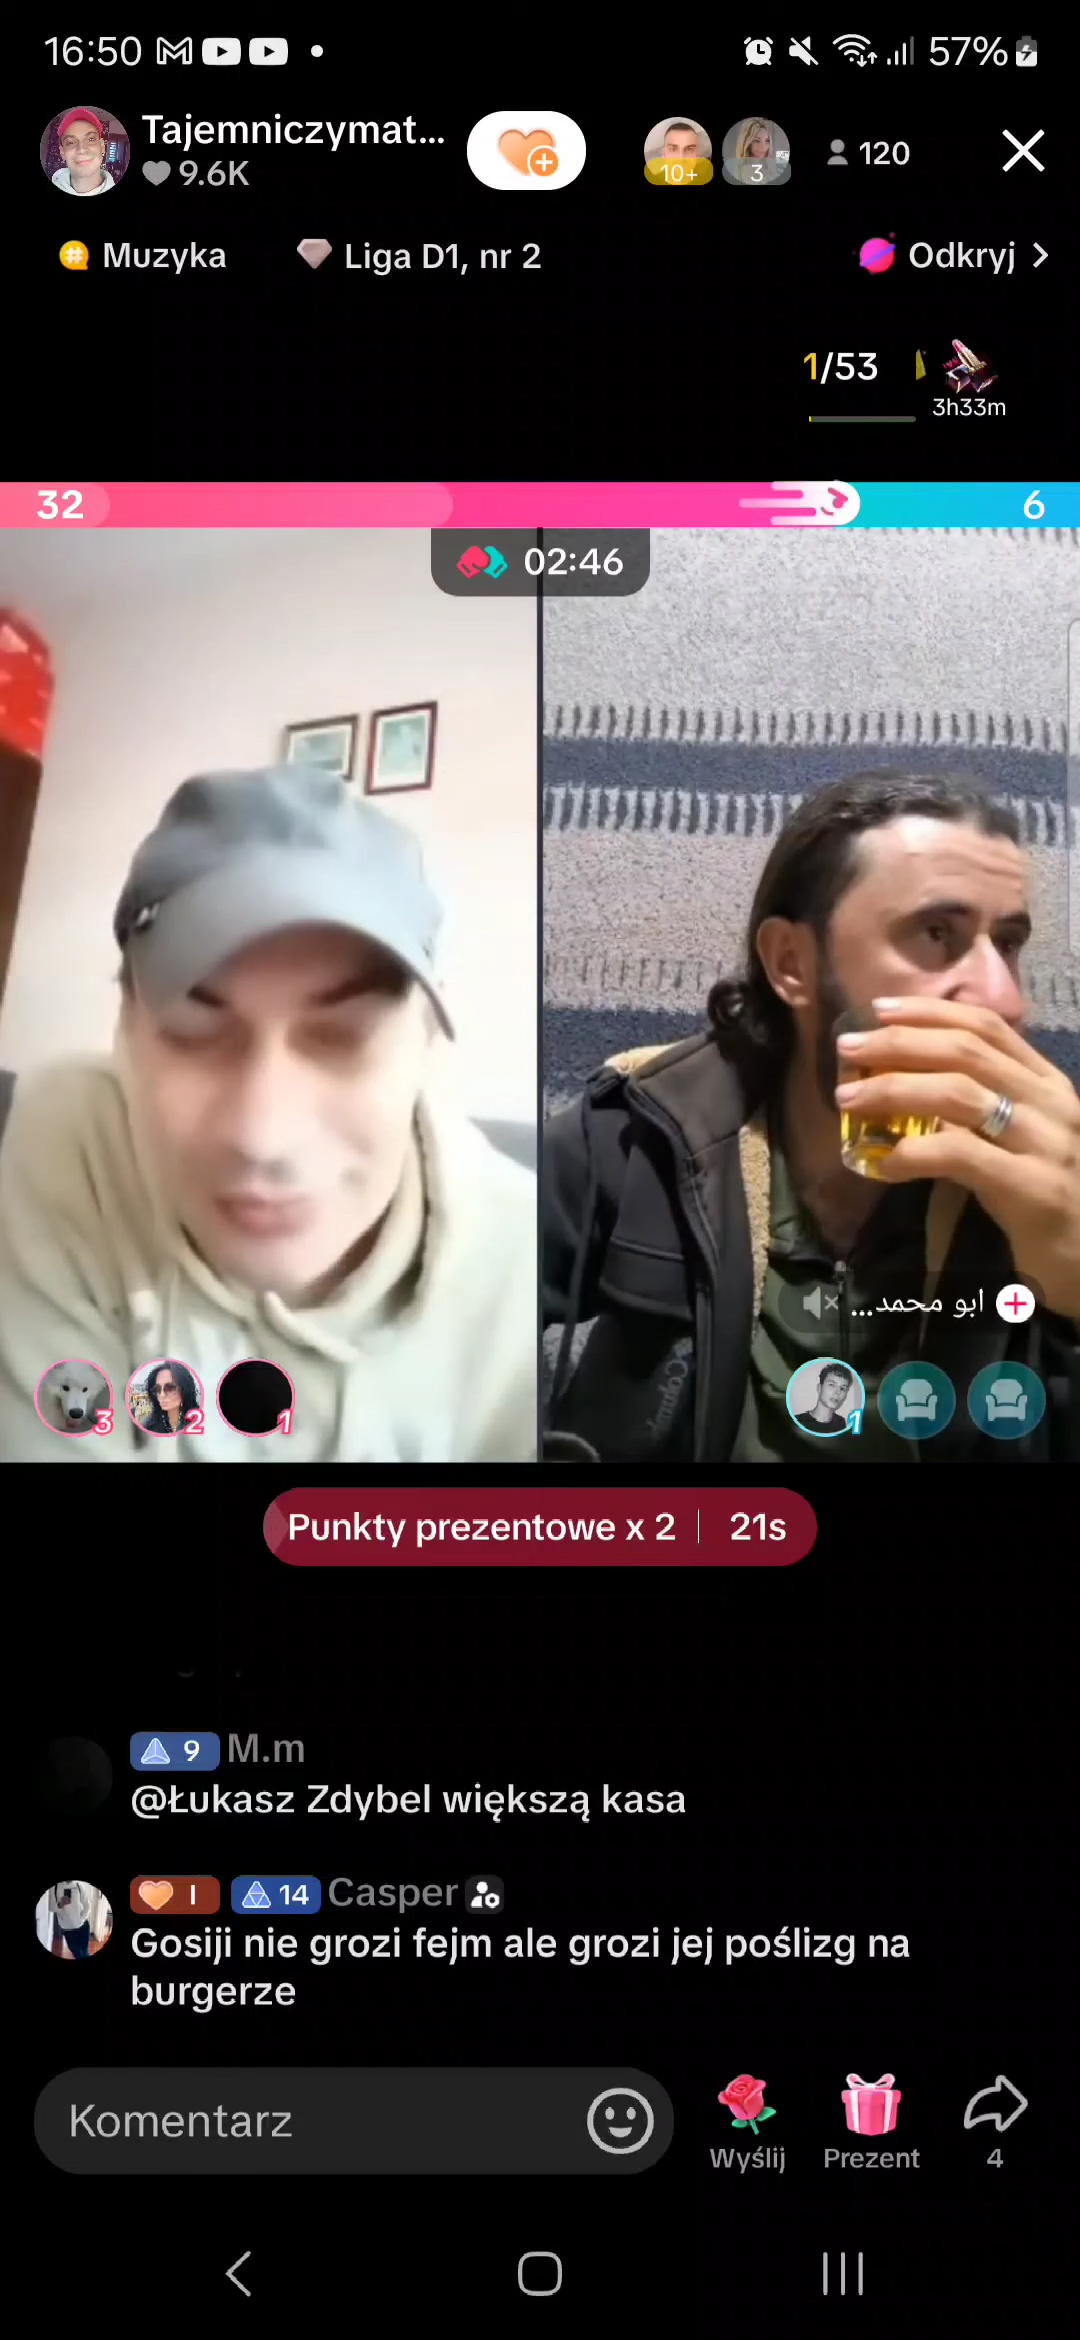 16:50 57%
Tajemniczymat...
9.6K
10+ 3 120
Muzyka Liga D1, nr 2 Odkryj
1/53
3h33m
32 6
02:46
ابو محمد...
3 2 1 1
Punkty prezentowe x 2 | 21s
9 M.m
@Łukasz Zdybel większą kasa
I 14 Casper
Gosiji nie grozi fejm ale grozi jej poślizg na
burgerze
Komentarz
Wyślij Prezent 4